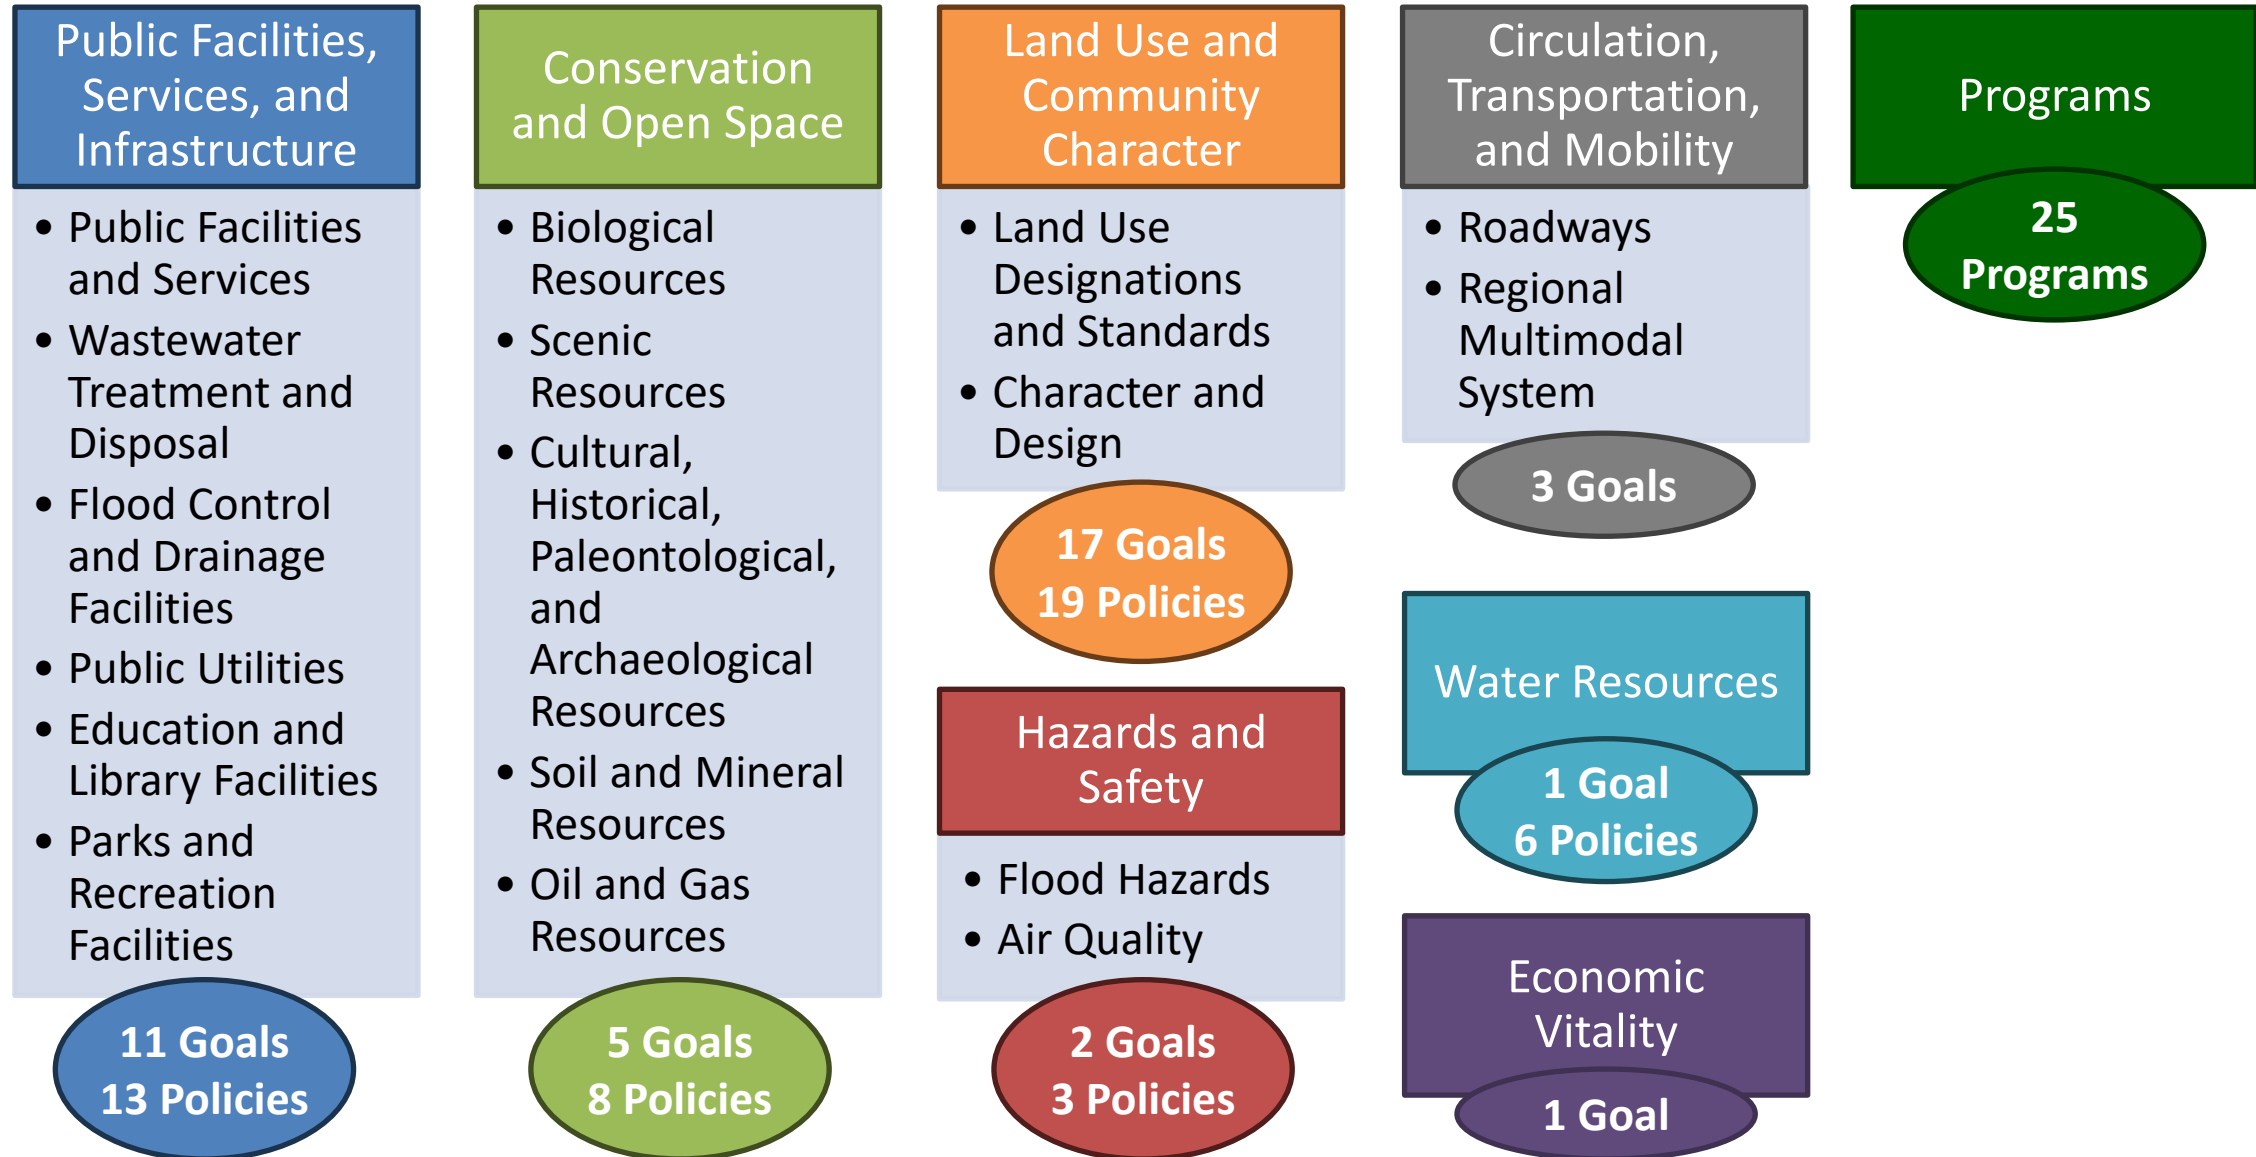 Public Facilities,
Services, and
Infrastructure
• Public Facilities
and Services
• Wastewater
Treatment and
Disposal
• Flood Control
and Drainage
Facilities
• Public Utilities
• Education and
Library Facilities
• Parks and
Recreation
Facilities
11 Goals
13 Policies
Conservation
and Open Space
• Biological
Resources
• Scenic
Resources
• Cultural,
Historical,
Paleontological,
and
Archaeological
Resources
• Soil and Mineral
Resources
• Oil and Gas
Resources
5 Goals
8 Policies
Land Use and
Community
Character
• Land Use
Designations
and Standards
• Character and
Design
17 Goals
19 Policies
Hazards and
Safety
• Flood Hazards
• Air Quality
2 Goals
3 Policies
Circulation,
Transportation,
and Mobility
• Roadways
• Regional
Multimodal
System
3 Goals
Water Resources
1 Goal
6 Policies
Economic
Vitality
1 Goal
Programs
25
Programs